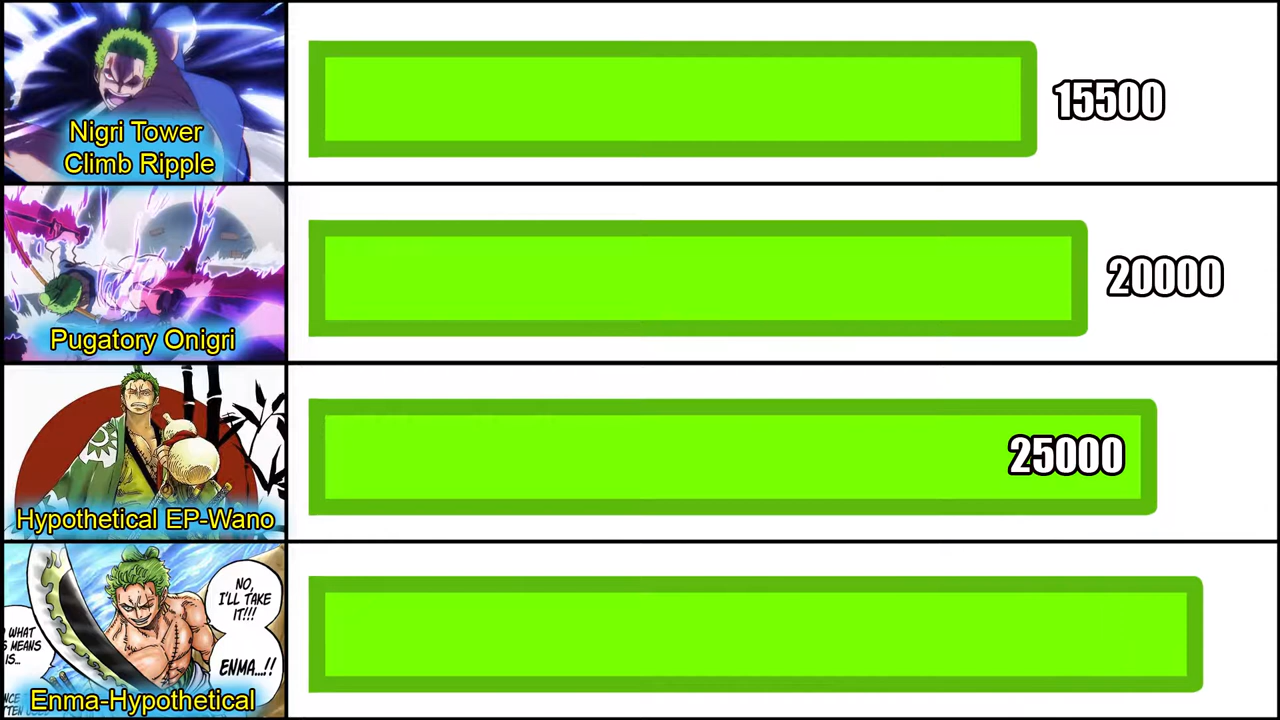 Nigri Tower
Climb Ripple
15500
Pugatory Onigri
20000
Hypothetical EP-Wano
25000
WHAT
MEANS
IS...
NO,
I'LL TAKE
IT!!!
ENMA...!!
Enma-Hypothetical